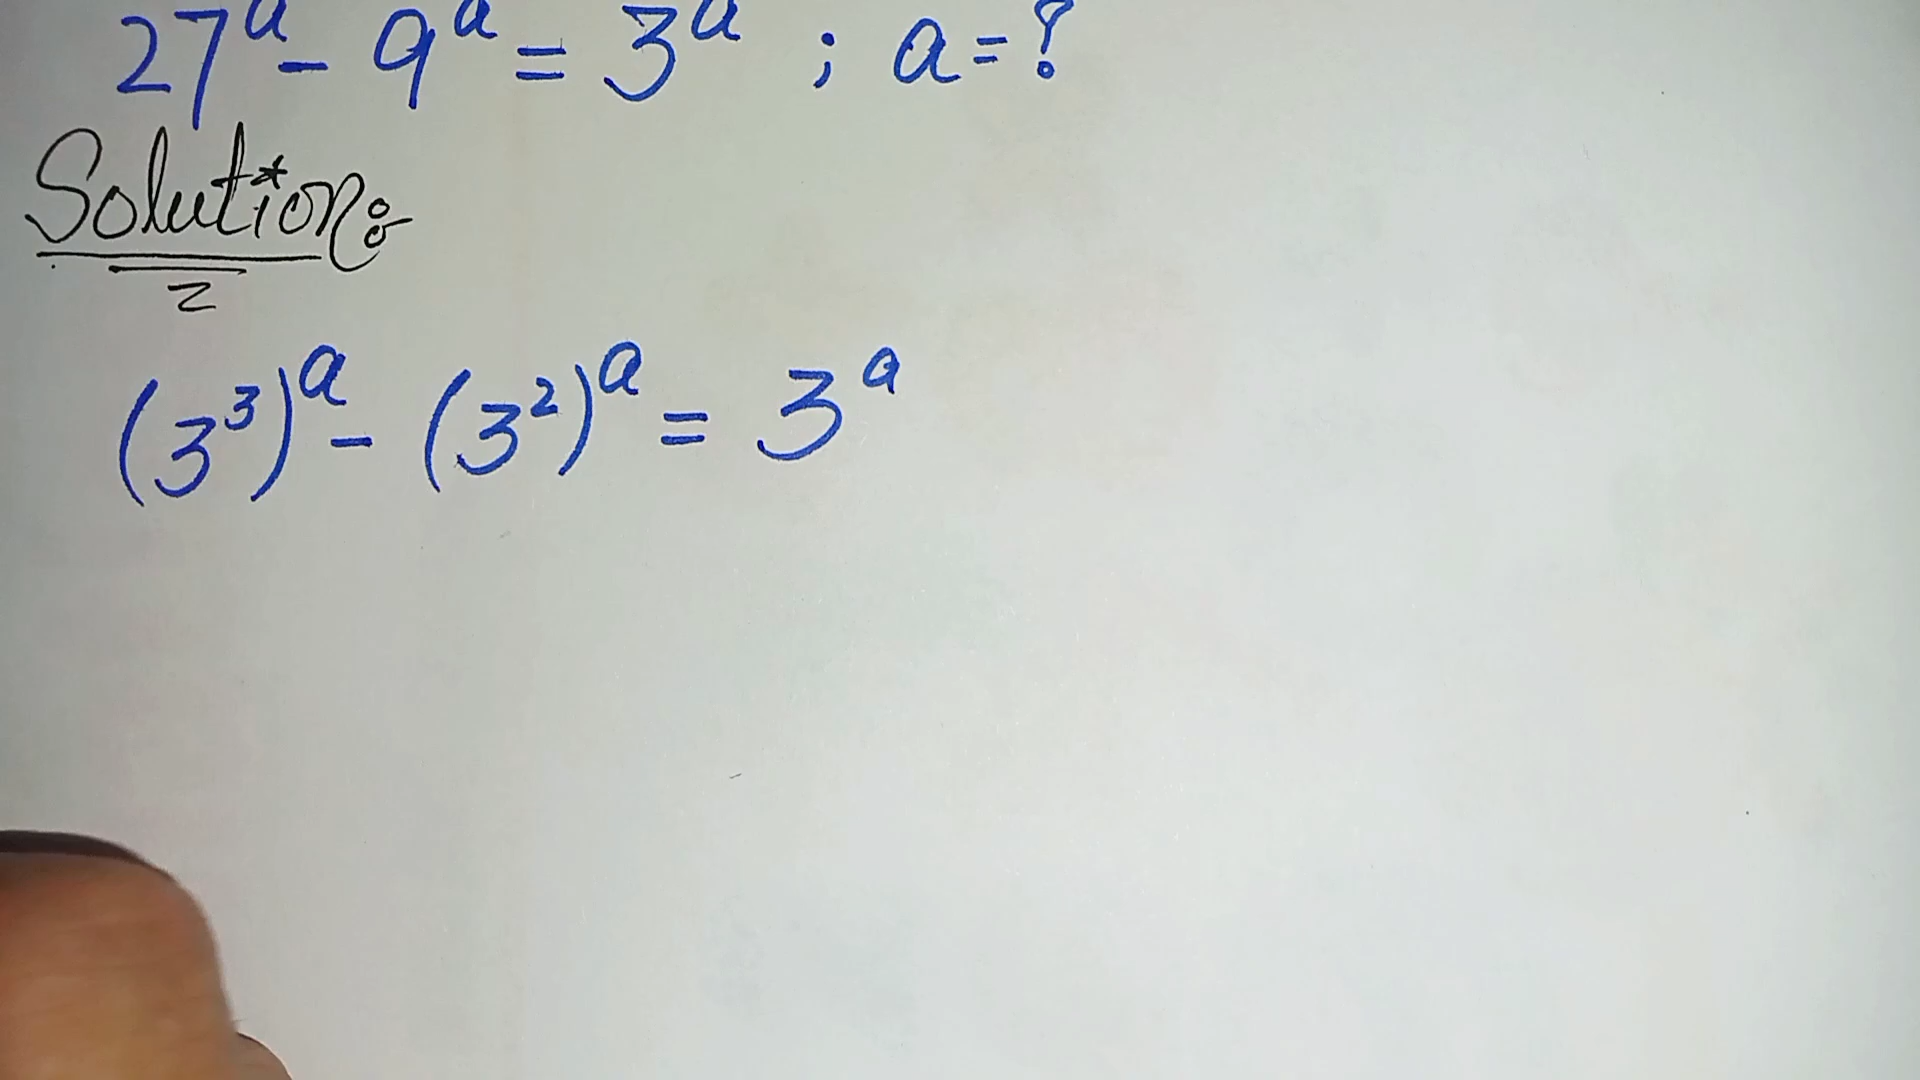 27^a - 9^a = 3^a ; a = ?
Solution:
(3^3)^a - (3^2)^a = 3^a